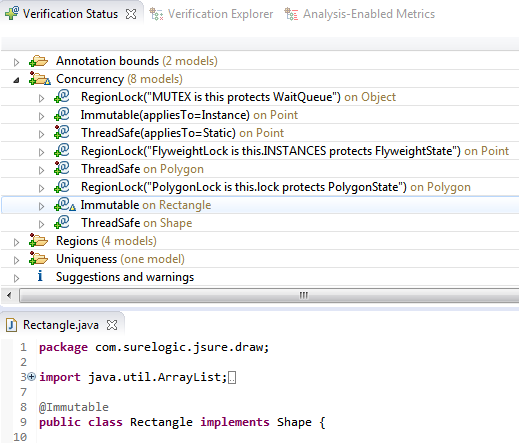 Verification Status Verification Explorer Analysis-Enabled Metrics
Annotation bounds (2 models)
Concurrency (8 models)
RegionLock("MUTEX is this protects WaitQueue") on Object
Immutable(appliesTo=Instance) on Point
ThreadSafe(appliesTo=Static) on Point
RegionLock("FlyweightLock is this.INSTANCES protects FlyweightState") on Point
ThreadSafe on Polygon
RegionLock("PolygonLock is this.lock protects PolygonState") on Polygon
Immutable on Rectangle
ThreadSafe on Shape
Regions (4 models)
Uniqueness (one model)
Suggestions and warnings
Rectangle.java
1 package com.surelogic.jsure.draw;
2
3 import java.util.ArrayList;
7
8 @Immutable
9 public class Rectangle implements Shape {
10